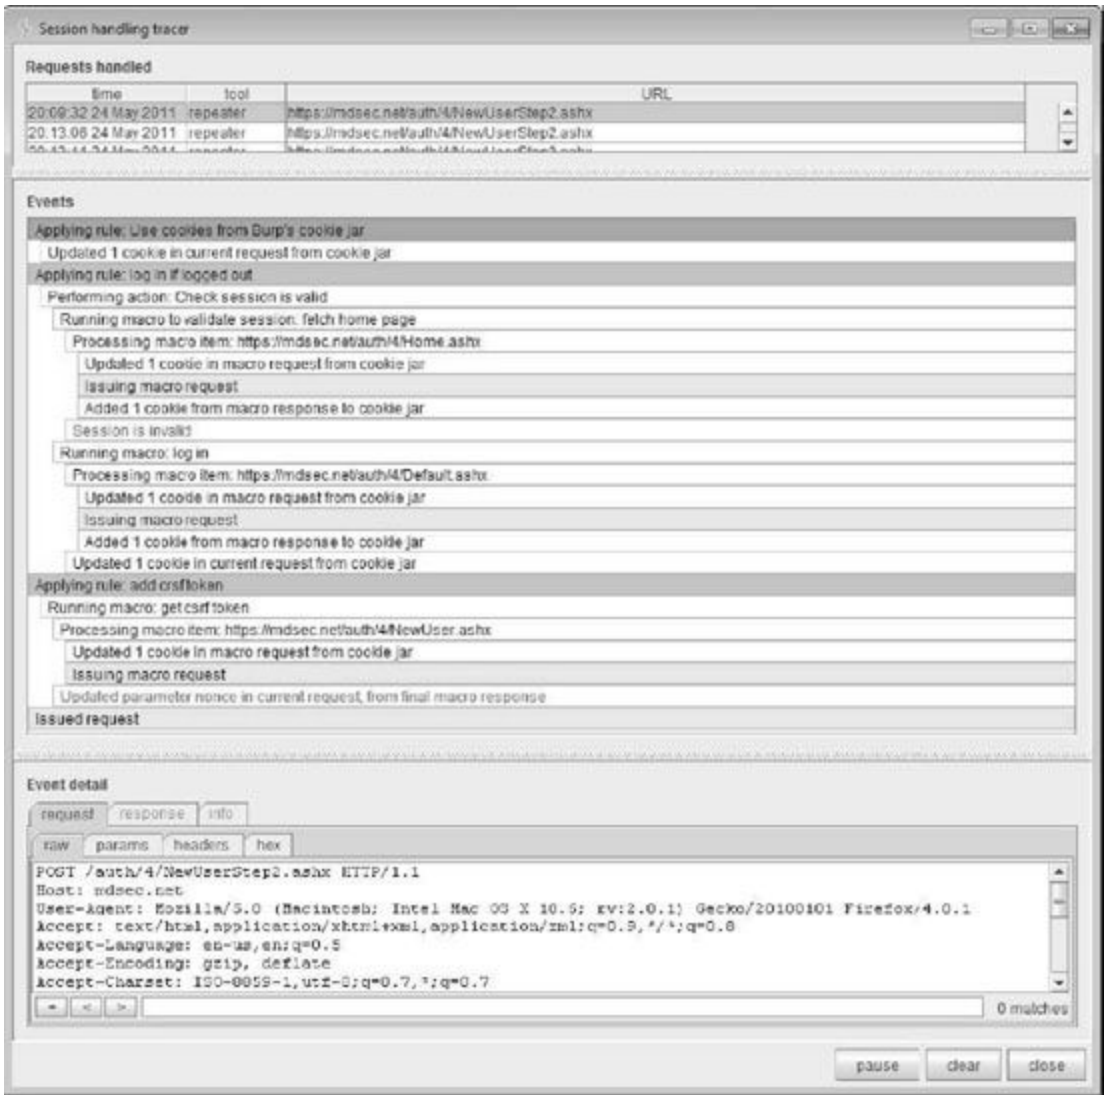 Session handling tracer
Requests handled
time tool URL
20:09:32 24 May 2011 repeater https://mdsec.net/auth/4/NewUserStep2.ashx
20:13:06 24 May 2011 repeater https://mdsec.net/auth/4/NewUserStep2.ashx
24 May 2011 repeater https://mdsec.net/auth/4/NewUserStep2.ashx
Events
Applying rule: Use cookies from Burp's cookie jar
Updated 1 cookie in current request from cookie jar
Applying rule: log in if logged out
Performing action: Check session is valid
Running macro to validate session: fetch home page
Processing macro item: https://mdsec.net/auth/4/Home.ashx
Updated 1 cookie in macro request from cookie jar
Issuing macro request
Added 1 cookie from macro response to cookie jar
Session is invalid
Running macro: log in
Processing macro item: https://mdsec.net/auth/4/Default.ashx
Updated 1 cookie in macro request from cookie jar
Issuing macro request
Added 1 cookie from macro response to cookie jar
Updated 1 cookie in current request from cookie jar
Applying rule: add crsf token
Running macro: get csrf token
Processing macro item: https://mdsec.net/auth/4/NewUser.ashx
Updated 1 cookie in macro request from cookie jar
Issuing macro request
Updated parameter nonce in current request, from final macro response
Issued request
Event detail
request response info
raw params headers hex
POST /auth/4/NewUserStep2.ashx HTTP/1.1
Host: mdsec.net
User-Agent: Mozilla/5.0 (Macintosh; Intel Mac OS X 10.6; rv:2.0.1) Gecko/20100101 Firefox/4.0.1
Accept: text/html,application/xhtml+xml,application/xml;q=0.9,*/*;q=0.8
Accept-Language: en-us,en;q=0.5
Accept-Encoding: gzip, deflate
Accept-Charset: ISO-8859-1,utf-8;q=0.7,*;q=0.7
+ < > 0 matches
pause clear close